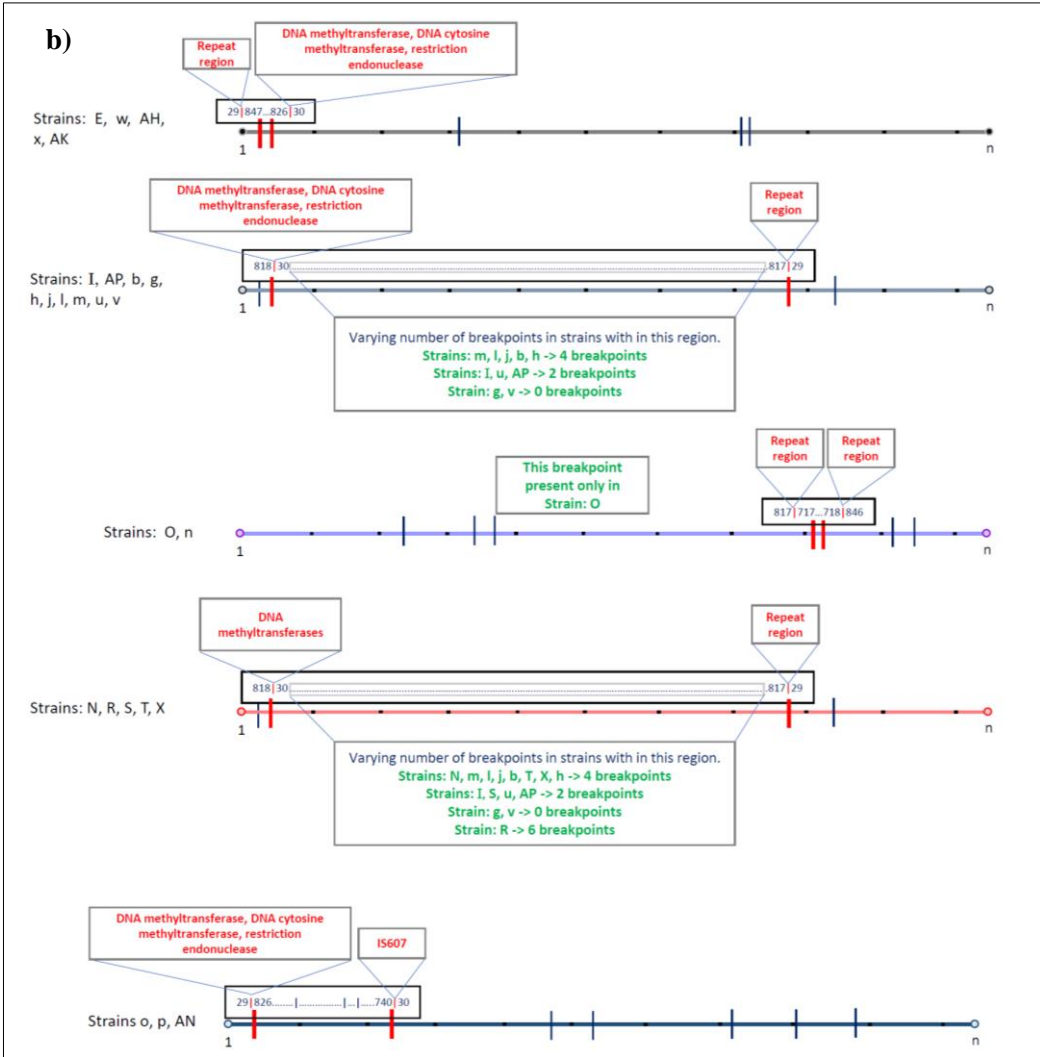 b)
Repeat
region
DNA methyltransferase, DNA cytosine
methyltransferase, restriction
endonuclease
29|847...826|30
Strains: E, w, AH,
x, AK
1
n
DNA methyltransferase, DNA cytosine
methyltransferase, restriction
endonuclease
Repeat
region
818|30
817|29
Strains: I, AP, b, g,
h, j, l, m, u, v
1
n
Varying number of breakpoints in strains with in this region.
Strains: m, l, j, b, h -> 4 breakpoints
Strains: I, u, AP -> 2 breakpoints
Strain: g, v -> 0 breakpoints
This breakpoint
present only in
Strain: O
Repeat
region
Repeat
region
817|717...718|846
Strains: O, n
1
n
DNA
methyltransferases
Repeat
region
818|30
817|29
Strains: N, R, S, T, X
1
n
Varying number of breakpoints in strains with in this region.
Strains: N, m, l, j, b, T, X, h -> 4 breakpoints
Strains: I, S, u, AP -> 2 breakpoints
Strain: g, v -> 0 breakpoints
Strain: R -> 6 breakpoints
DNA methyltransferase, DNA cytosine
methyltransferase, restriction
endonuclease
IS607
29|826........|................|...|....740|30
Strains o, p, AN
1
n